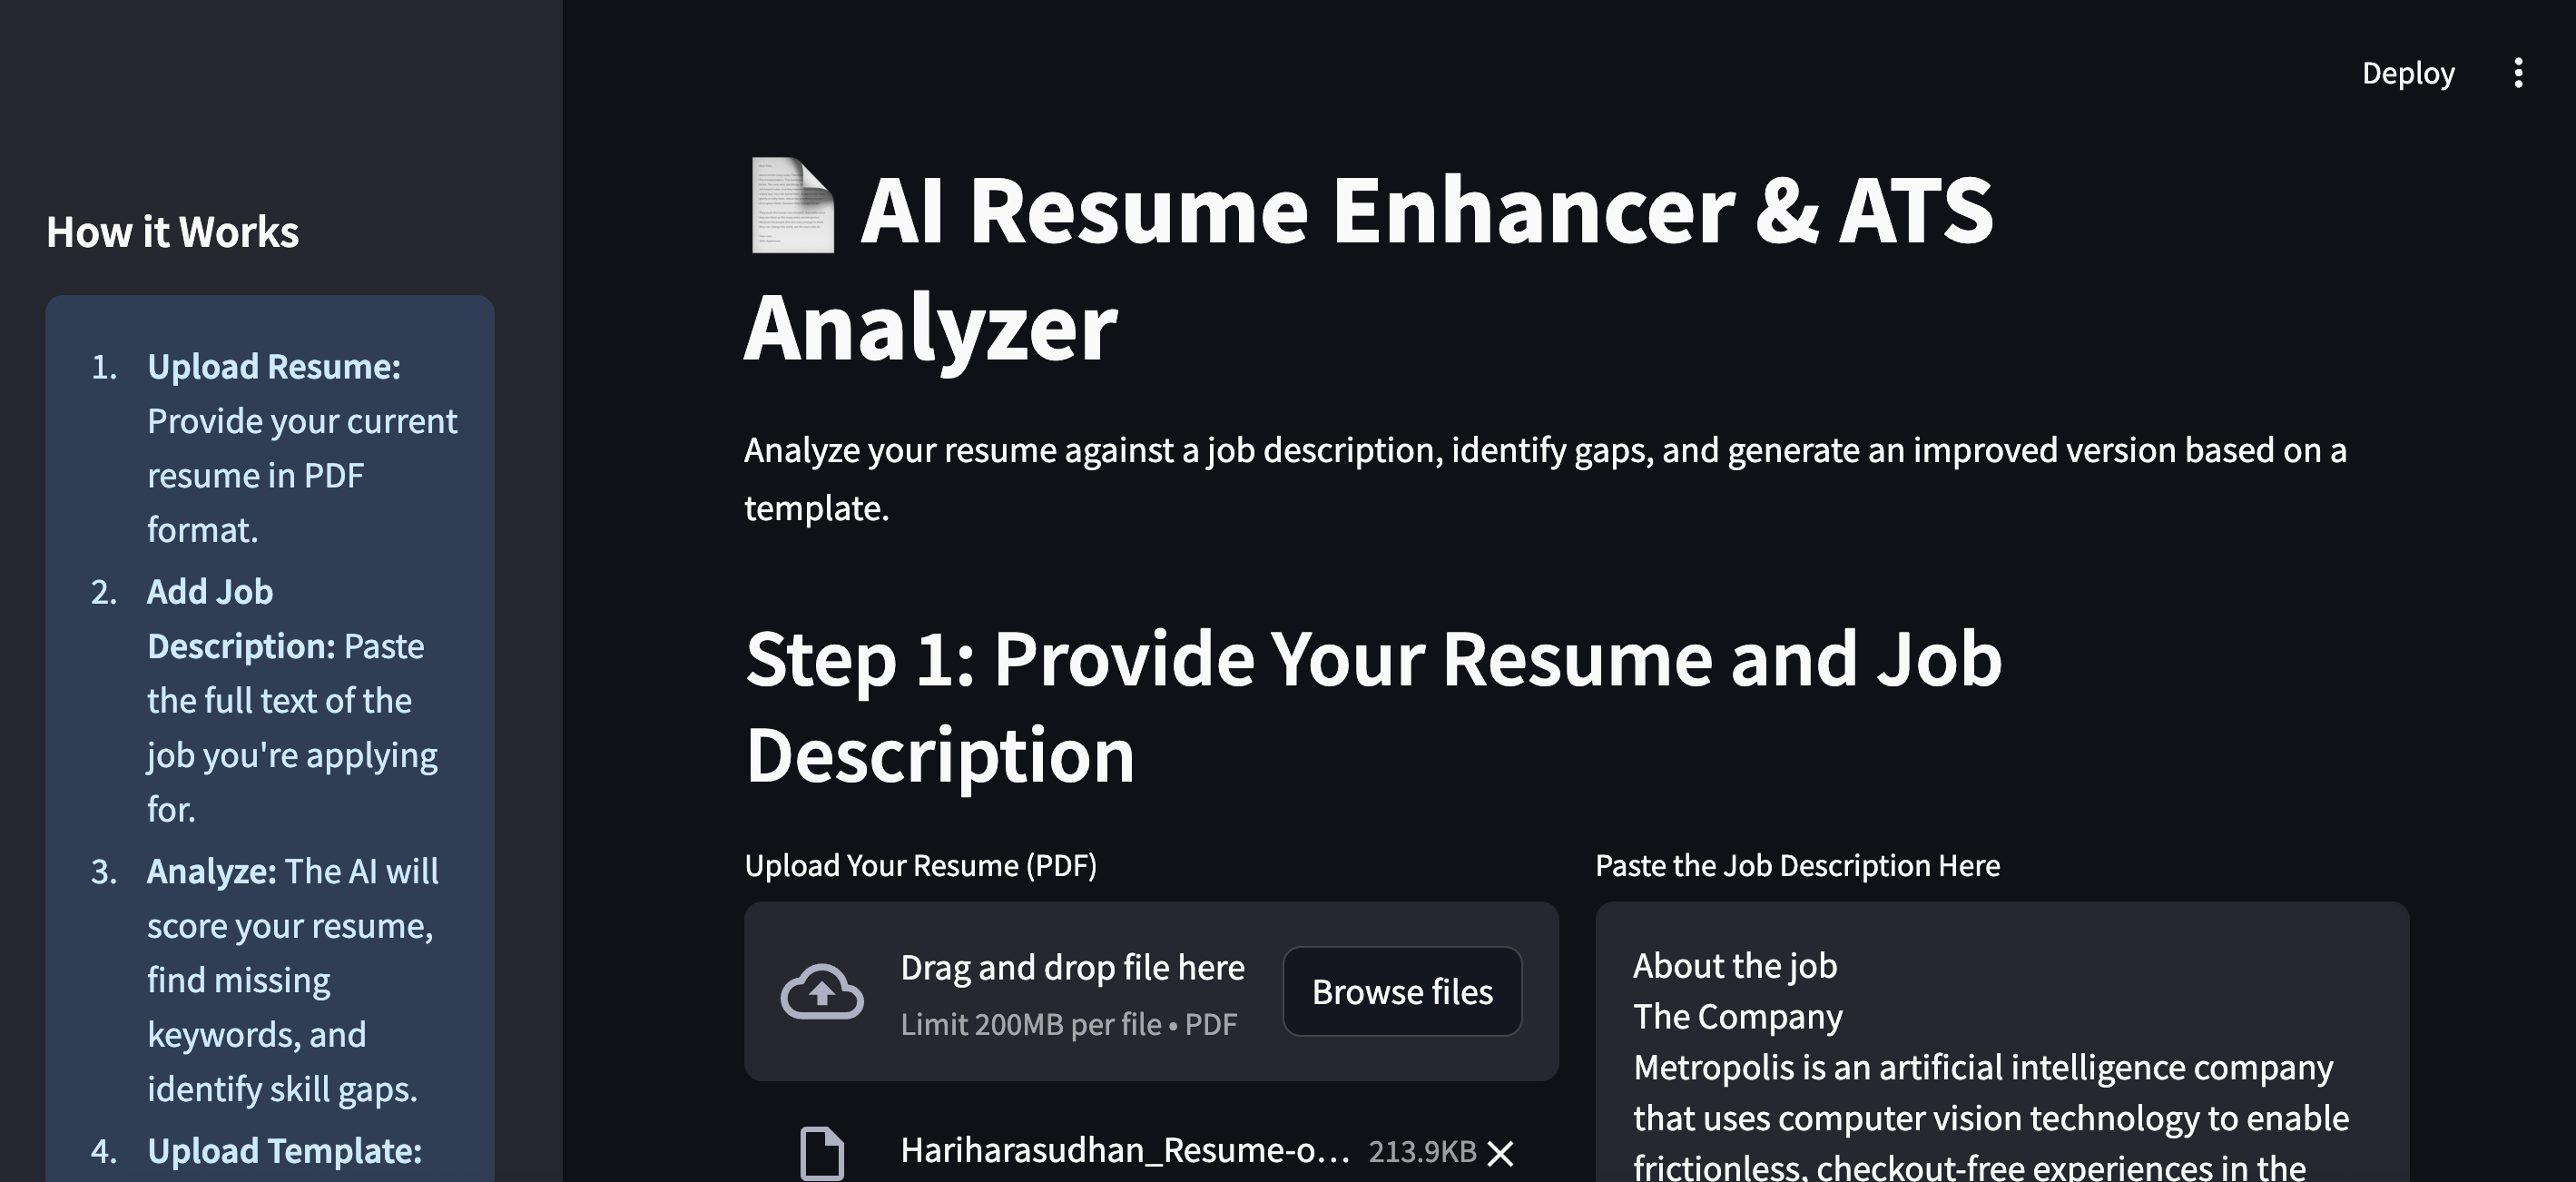 Deploy
How it Works
1. Upload Resume:
Provide your current
resume in PDF
format.
2. Add Job
Description: Paste
the full text of the
job you're applying
for.
3. Analyze: The AI will
score your resume,
find missing
keywords, and
identify skill gaps.
4. Upload Template:
AI Resume Enhancer & ATS
Analyzer
Analyze your resume against a job description, identify gaps, and generate an improved version based on a
template.
Step 1: Provide Your Resume and Job
Description
Upload Your Resume (PDF)
Drag and drop file here
Limit 200MB per file • PDF
Browse files
Hariharasudhan_Resume-o… 213.9KB
Paste the Job Description Here
About the job
The Company
Metropolis is an artificial intelligence company
that uses computer vision technology to enable
frictionless, checkout-free experiences in the